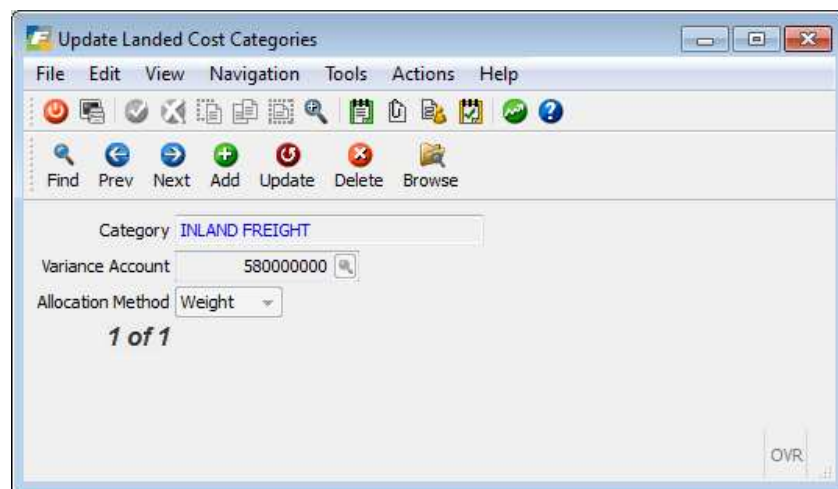 Update Landed Cost Categories
File Edit View Navigation Tools Actions Help
Find Prev Next Add Update Delete Browse
Category INLAND FREIGHT
Variance Account 580000000
Allocation Method Weight
1 of 1
OVR